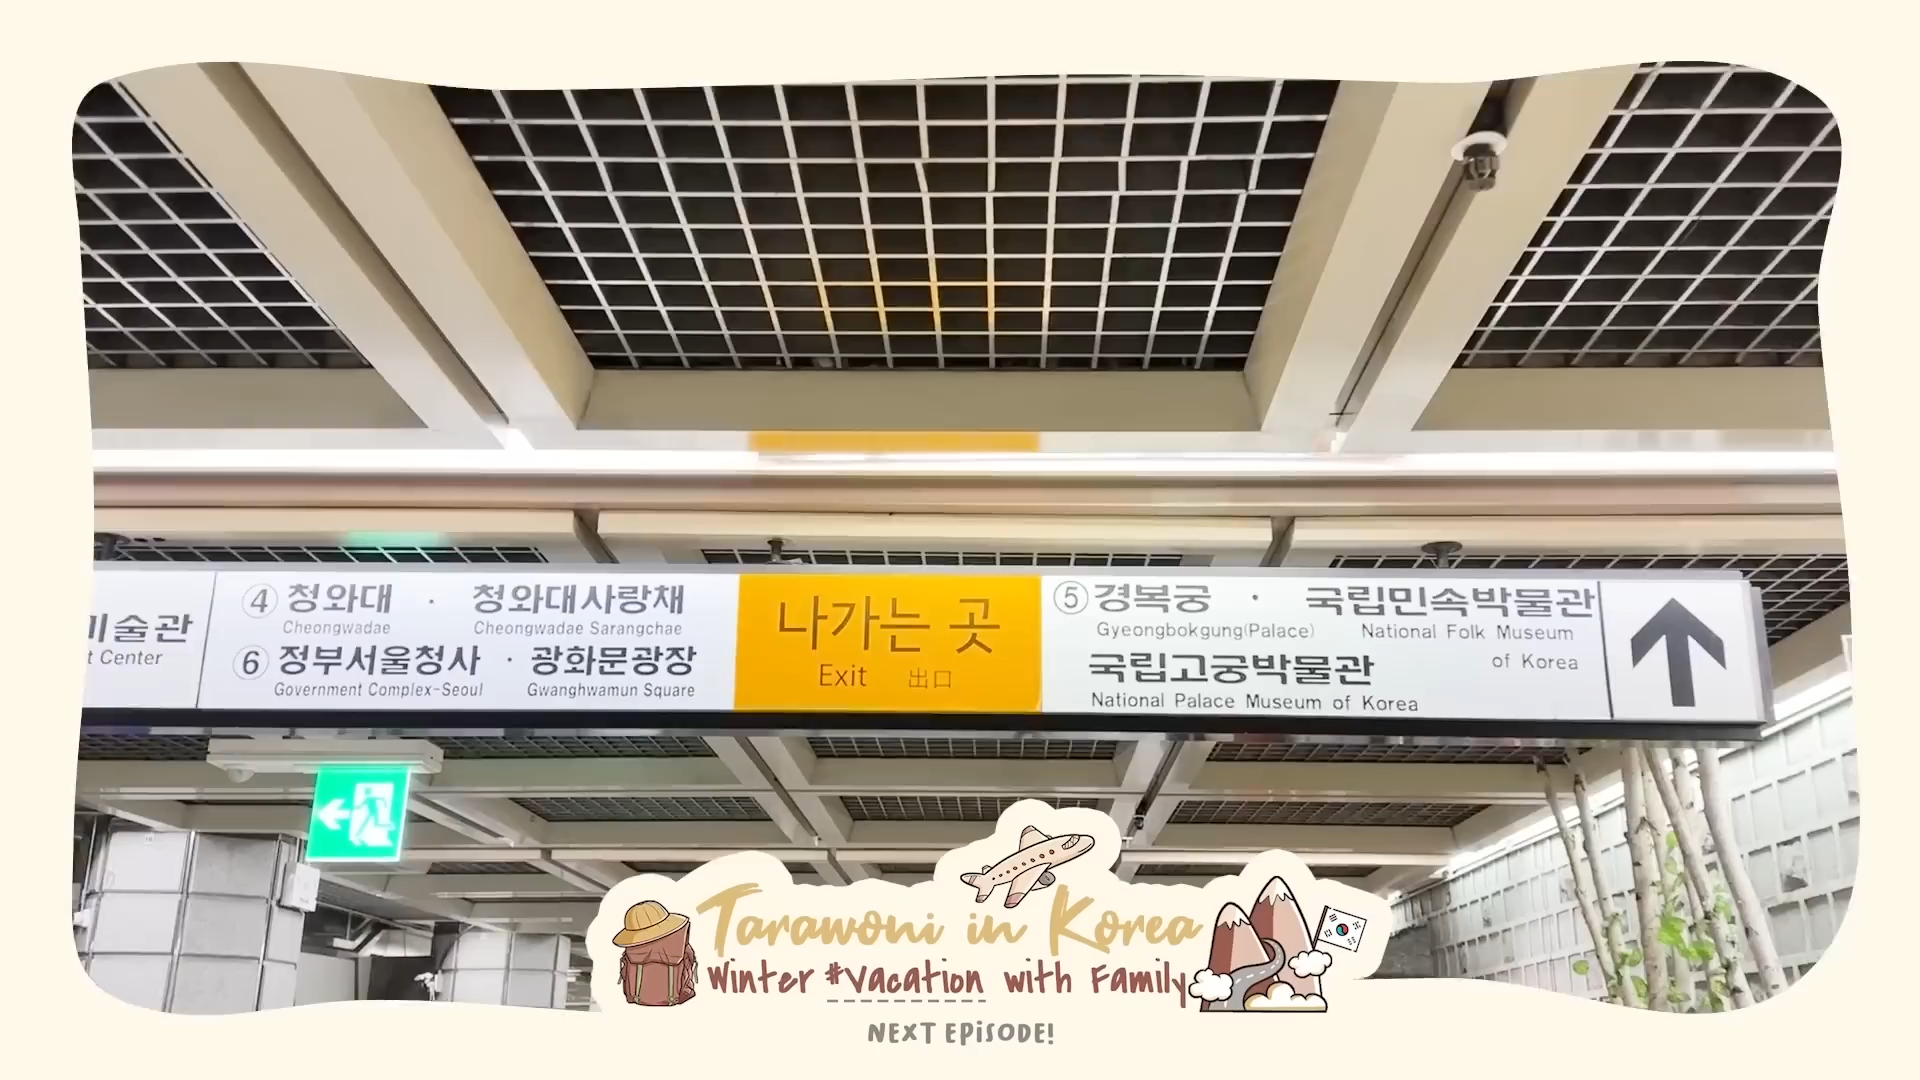 미술관
t Center
④ 청와대 · 청와대사랑채
Cheongwadae Cheongwadae Sarangchae
⑥ 정부서울청사 · 광화문광장
Government Complex-Seoul Gwanghwamun Square
나가는 곳
Exit 出口
⑤ 경복궁 · 국립민속박물관
Gyeongbokgung(Palace) National Folk Museum
of Korea
국립고궁박물관
National Palace Museum of Korea
Tarawoni in Korea
Winter #Vacation with Family
NEXT EPISODE!